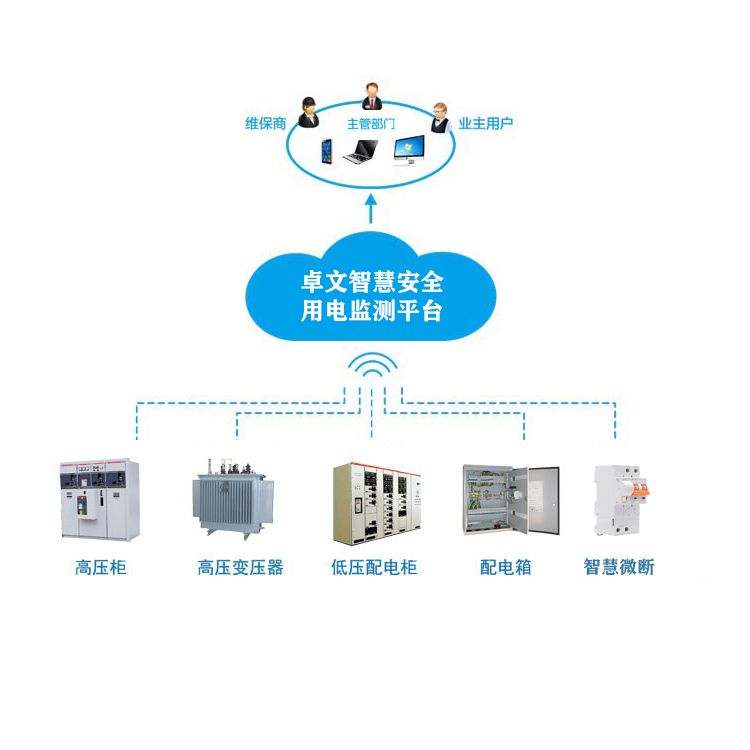 维保商
主管部门
业主用户
卓文智慧安全
用电监测平台
高压柜
高压变压器
低压配电柜
配电箱
智慧微断